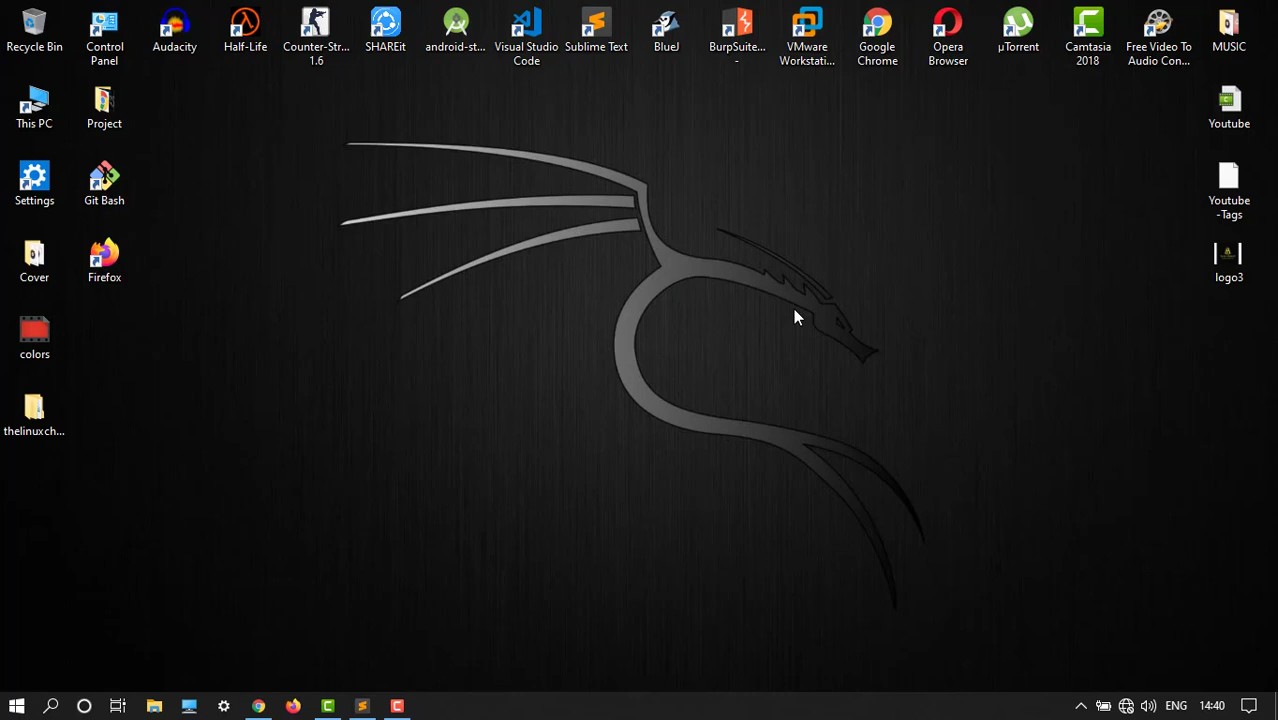 Recycle Bin
Control
Panel
Audacity
Half-Life
Counter-Str...
1.6
SHAREit
android-st...
Visual Studio
Code
Sublime Text
BlueJ
BurpSuite...
-
VMware
Workstati...
Google
Chrome
Opera
Browser
µTorrent
Camtasia
2018
Free Video To
Audio Con...
MUSIC
This PC
Project
Youtube
Settings
Git Bash
Youtube
-Tags
Cover
Firefox
logo3
colors
thelinuxch...
ENG
14:40